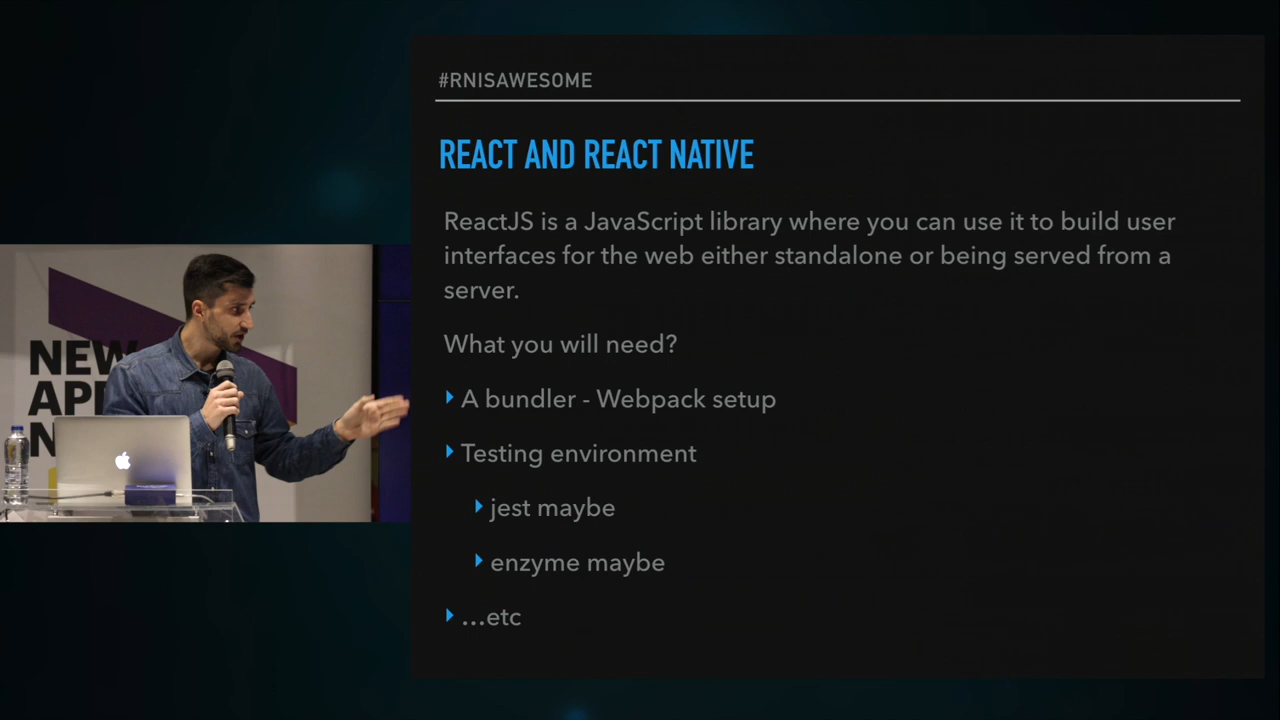 #RNISAWESOME
REACT AND REACT NATIVE
ReactJS is a JavaScript library where you can use it to build user
interfaces for the web either standalone or being served from a
server.
What you will need?
A bundler - Webpack setup
Testing environment
jest maybe
enzyme maybe
...etc
NEW
AP
N